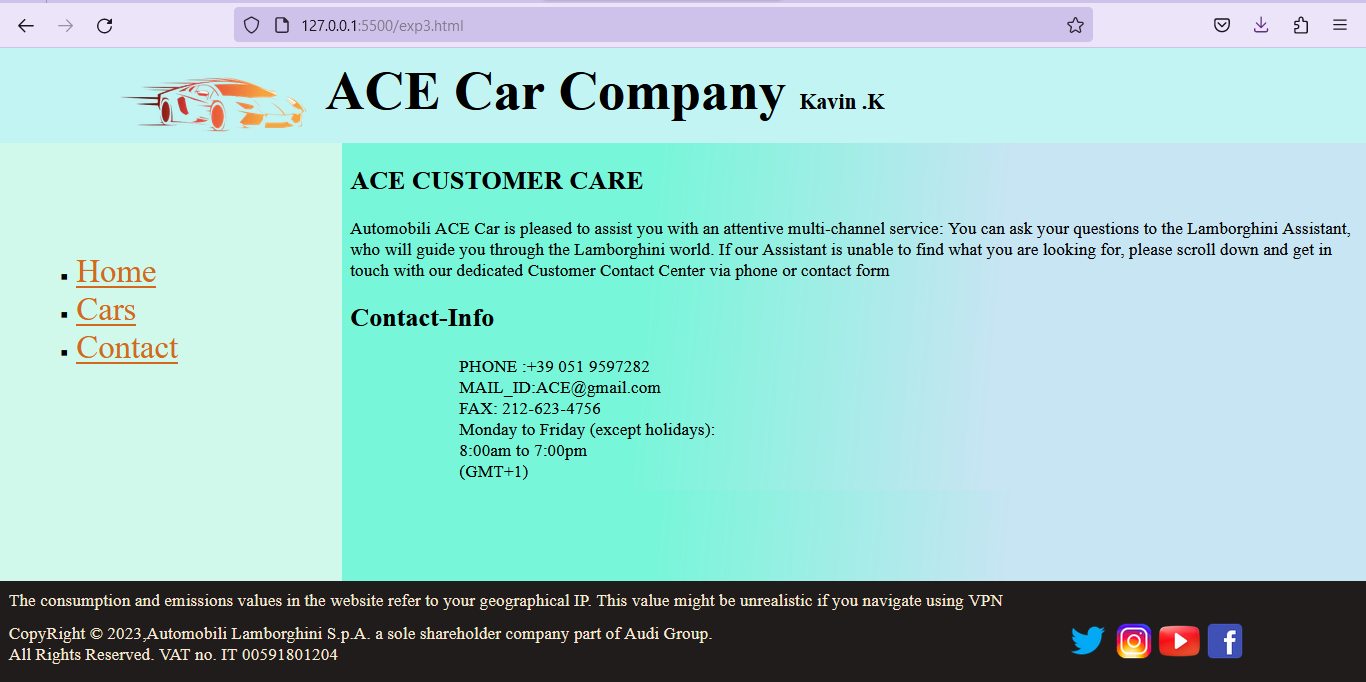 127.0.0.1:5500/exp3.html
ACE Car Company Kavin .K
Home
Cars
Contact
ACE CUSTOMER CARE
Automobili ACE Car is pleased to assist you with an attentive multi-channel service: You can ask your questions to the Lamborghini Assistant,
who will guide you through the Lamborghini world. If our Assistant is unable to find what you are looking for, please scroll down and get in
touch with our dedicated Customer Contact Center via phone or contact form
Contact-Info
PHONE :+39 051 9597282
MAIL_ID:ACE@gmail.com
FAX: 212-623-4756
Monday to Friday (except holidays):
8:00am to 7:00pm
(GMT+1)
The consumption and emissions values in the website refer to your geographical IP. This value might be unrealistic if you navigate using VPN
CopyRight © 2023,Automobili Lamborghini S.p.A. a sole shareholder company part of Audi Group.
All Rights Reserved. VAT no. IT 00591801204